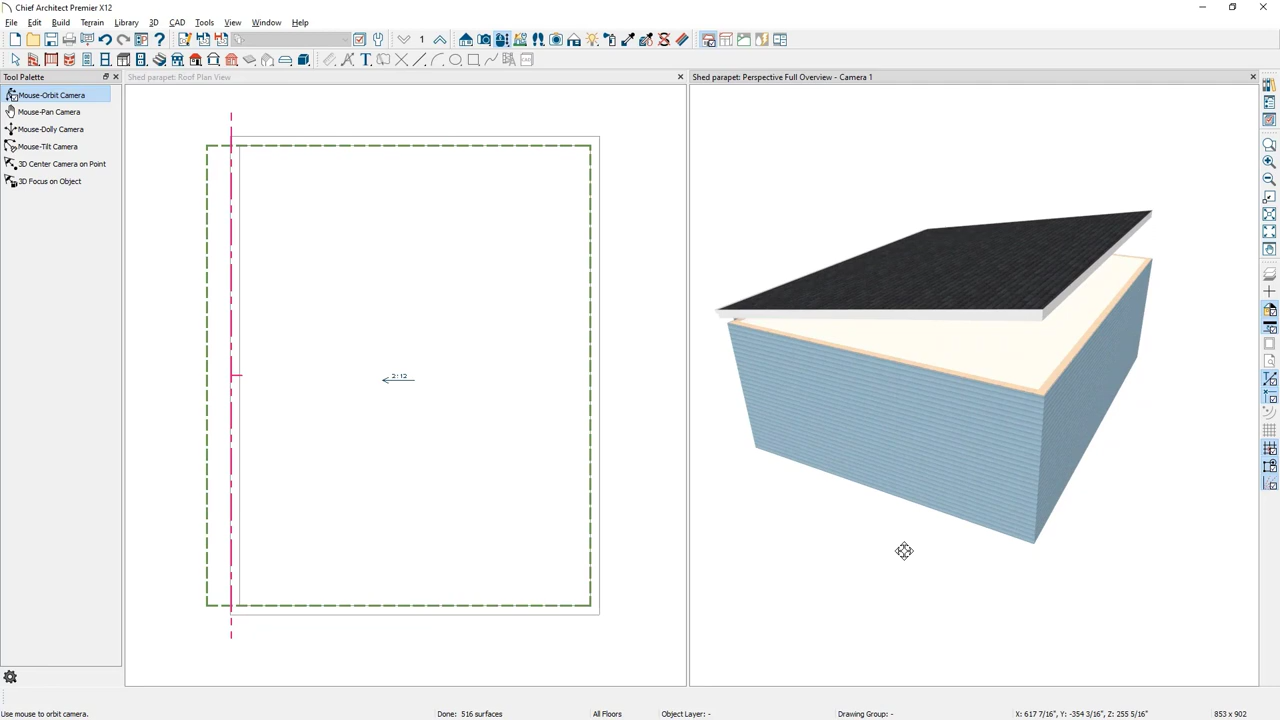 Chief Architect Premier X12
File Edit Build Terrain Library 3D CAD Tools View Window Help
1
Tool Palette
Shed parapet: Roof Plan View
Shed parapet: Perspective Full Overview - Camera 1
Mouse-Orbit Camera
Mouse-Pan Camera
Mouse-Dolly Camera
Mouse-Tilt Camera
3D Center Camera on Point
3D Focus on Object
2:12
Use mouse to orbit camera.
Done: 516 surfaces
All Floors
Object Layer: -
Drawing Group: -
X: 617 7/16", Y: -354 3/16", Z: 255 5/16"
853 x 902